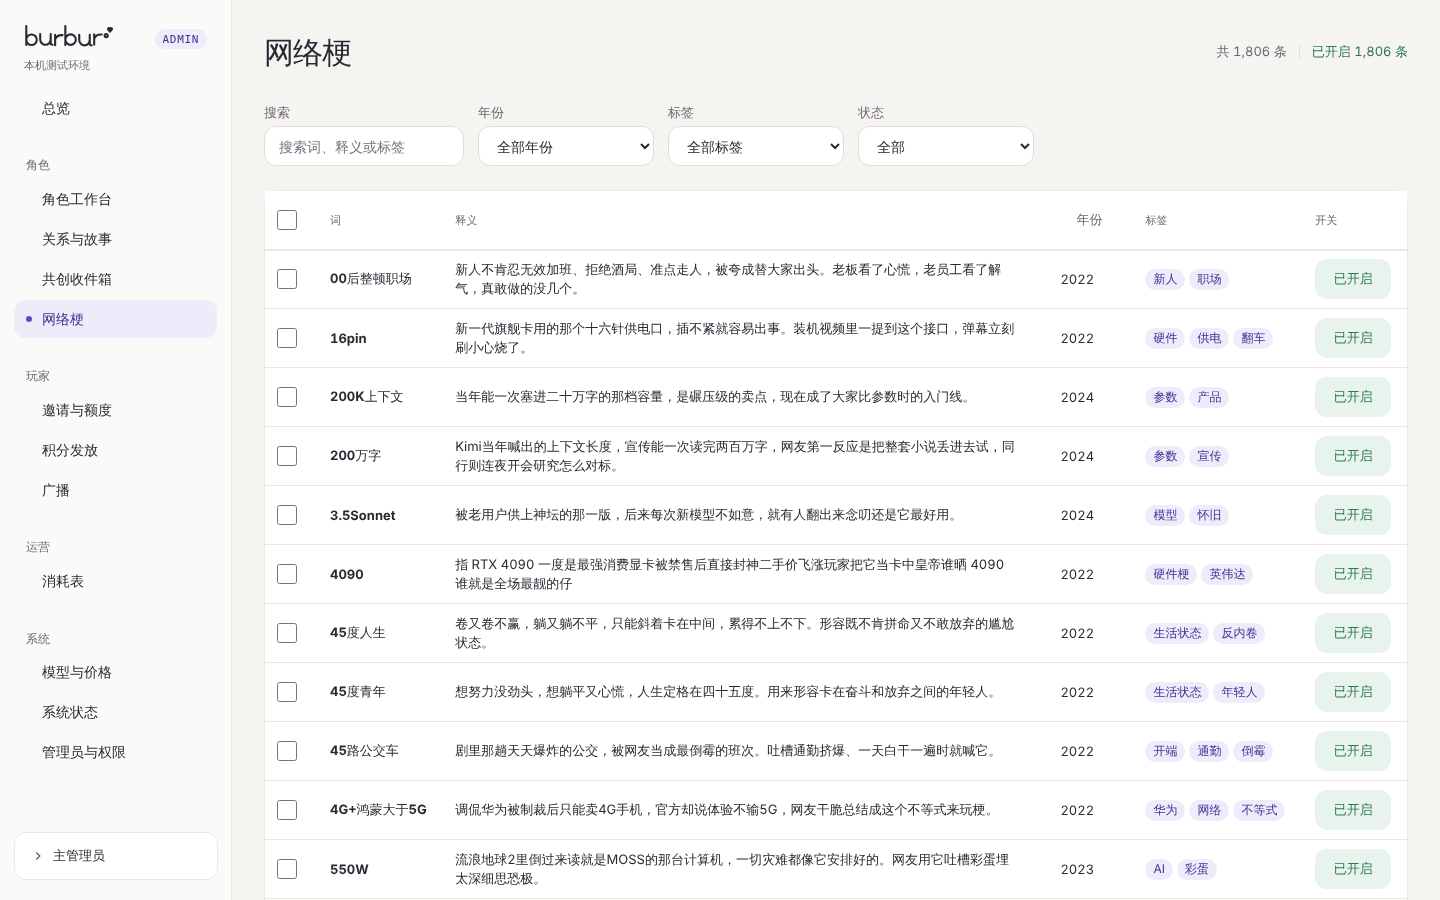 burbur
ADMIN
本机测试环境
总览
角色
角色工作台
关系与故事
共创收件箱
网络梗
玩家
邀请与额度
积分发放
广播
运营
消耗表
系统
模型与价格
系统状态
管理员与权限
主管理员
网络梗
共 1,806 条
已开启 1,806 条
搜索
年份
标签
状态
搜索词、释义或标签
全部年份
全部标签
全部
词
释义
年份
标签
开关
00后整顿职场
新人不肯忍无效加班、拒绝酒局、准点走人，被夸成替大家出头。老板看了心慌，老员工看了解
气，真敢做的没几个。
2022
新人 职场
已开启
16pin
新一代旗舰卡用的那个十六针供电口，插不紧就容易出事。装机视频里一提到这个接口，弹幕立刻
刷小心烧了。
2022
硬件 供电 翻车
已开启
200K上下文
当年能一次塞进二十万字的那档容量，是碾压级的卖点，现在成了大家比参数时的入门线。
2024
参数 产品
已开启
200万字
Kimi当年喊出的上下文长度，宣传能一次读完两百万字，网友第一反应是把整套小说丢进去试，同
行则连夜开会研究怎么对标。
2024
参数 宣传
已开启
3.5Sonnet
被老用户供上神坛的那一版，后来每次新模型不如意，就有人翻出来念叨还是它最好用。
2024
模型 怀旧
已开启
4090
指 RTX 4090 一度是最强消费显卡被禁售后直接封神二手价飞涨玩家把它当卡中皇帝谁晒 4090
谁就是全场最靓的仔
2022
硬件梗 英伟达
已开启
45度人生
卷又卷不赢，躺又躺不平，只能斜着卡在中间，累得不上不下。形容既不肯拼命又不敢放弃的尴尬
状态。
2022
生活状态 反内卷
已开启
45度青年
想努力没劲头，想躺平又心慌，人生定格在四十五度。用来形容卡在奋斗和放弃之间的年轻人。
2022
生活状态 年轻人
已开启
45路公交车
剧里那趟天天爆炸的公交，被网友当成最倒霉的班次。吐槽通勤挤爆、一天白干一遍时就喊它。
2022
开端 通勤 倒霉
已开启
4G+鸿蒙大于5G
调侃华为被制裁后只能卖4G手机，官方却说体验不输5G，网友干脆总结成这个不等式来玩梗。
2022
华为 网络 不等式
已开启
550W
流浪地球2里倒过来读就是MOSS的那台计算机，一切灾难都像它安排好的。网友用它吐槽彩蛋埋
太深细思恐极。
2023
AI 彩蛋
已开启